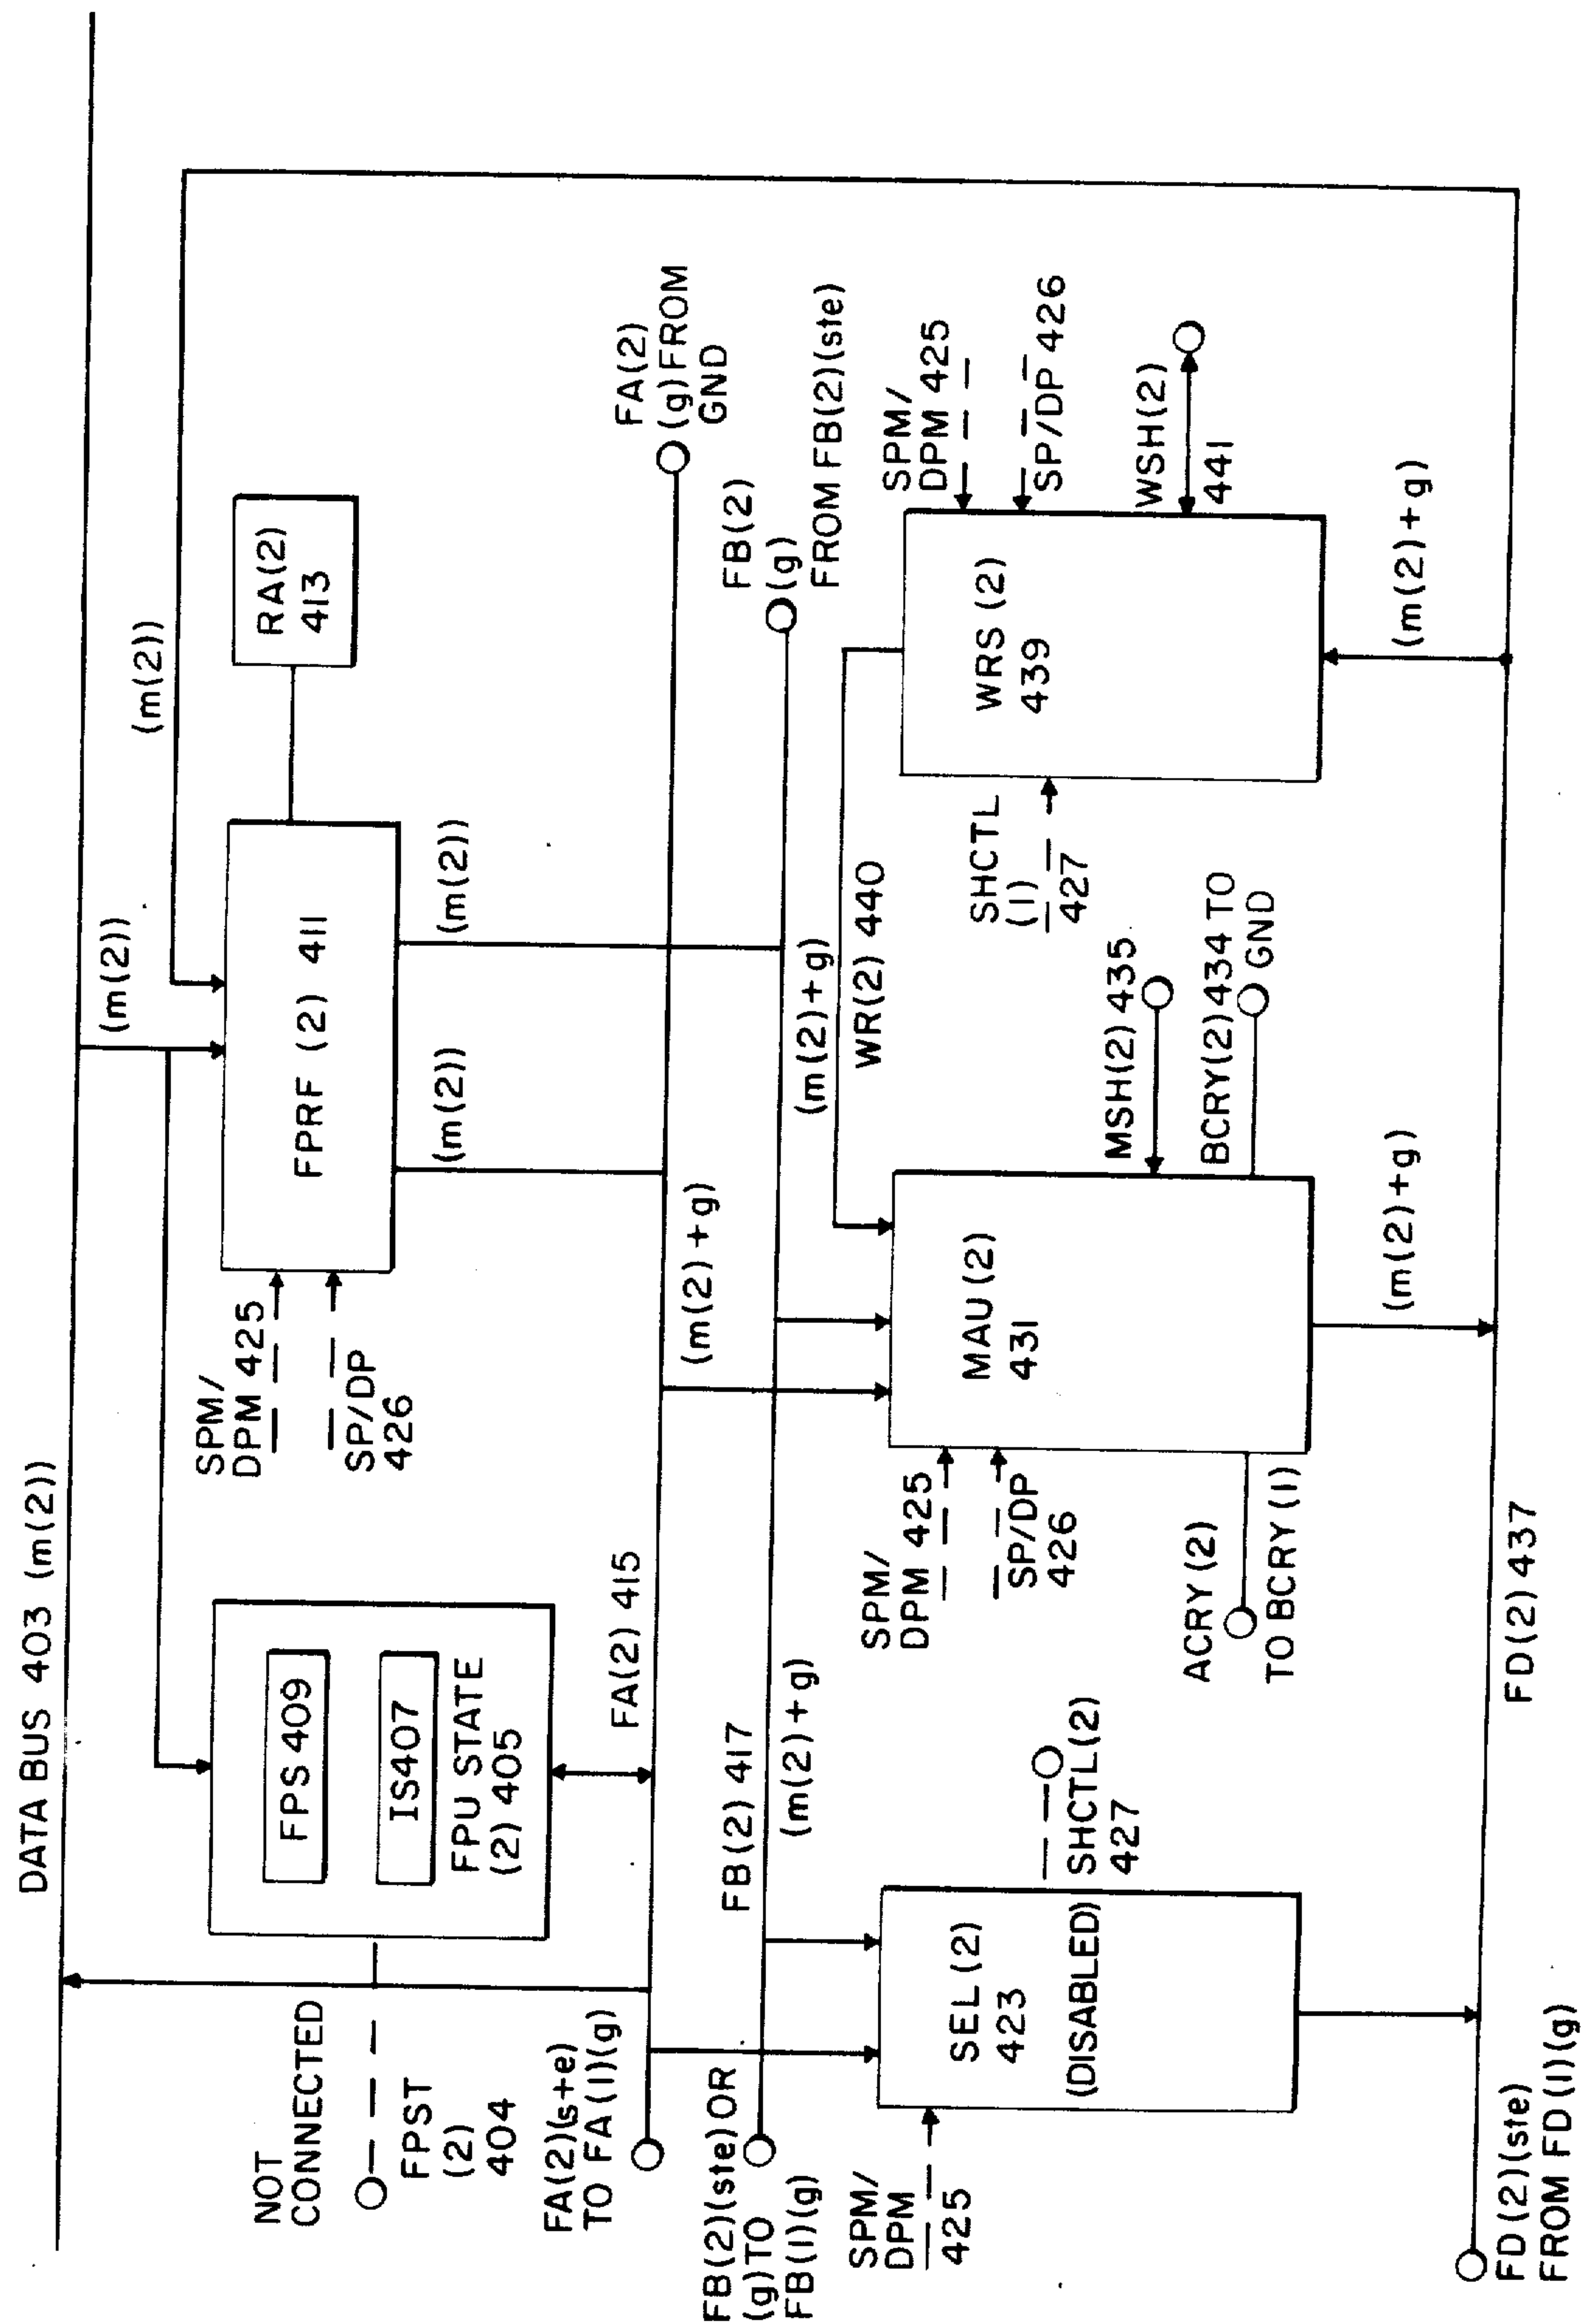 DATA BUS 403 (m(2))
(m(2))
(m(2))
NOT
CONNECTED
FPST
(2)
404
FPS 409
IS407
FPU STATE
(2) 405
SPM/
DPM 425
SP/DP
426
FPRF (2) 411
RA(2)
413
(m(2))
(m(2))
FA(2)(s+e)
TO FA(1)(g)
FA(2) 415
(m(2)+g)
FA(2)
(g) FROM
GND
FB(2)(ste) OR
(g) TO
FB(1)(g)
FB(2) 417
(m(2)+g)
(m(2)+g)
WR(2) 440
FB(2)
(g)
FROM FB(2)(ste)
SPM/
DPM
425
SEL (2)
423
(DISABLED)
SHCTL(2)
427
SPM/
DPM 425
SP/DP
426
ACRY (2)
TO BCRY (1)
MAU (2)
431
MSH(2) 435
BCRY(2) 434 TO
GND
SHCTL
(1)
427
WRS (2)
439
SPM/
DPM 425
SP/DP 426
WSH(2)
441
(m(2)+g)
(m(2)+g)
FD (2)(ste)
FROM FD(1)(g)
FD(2) 437